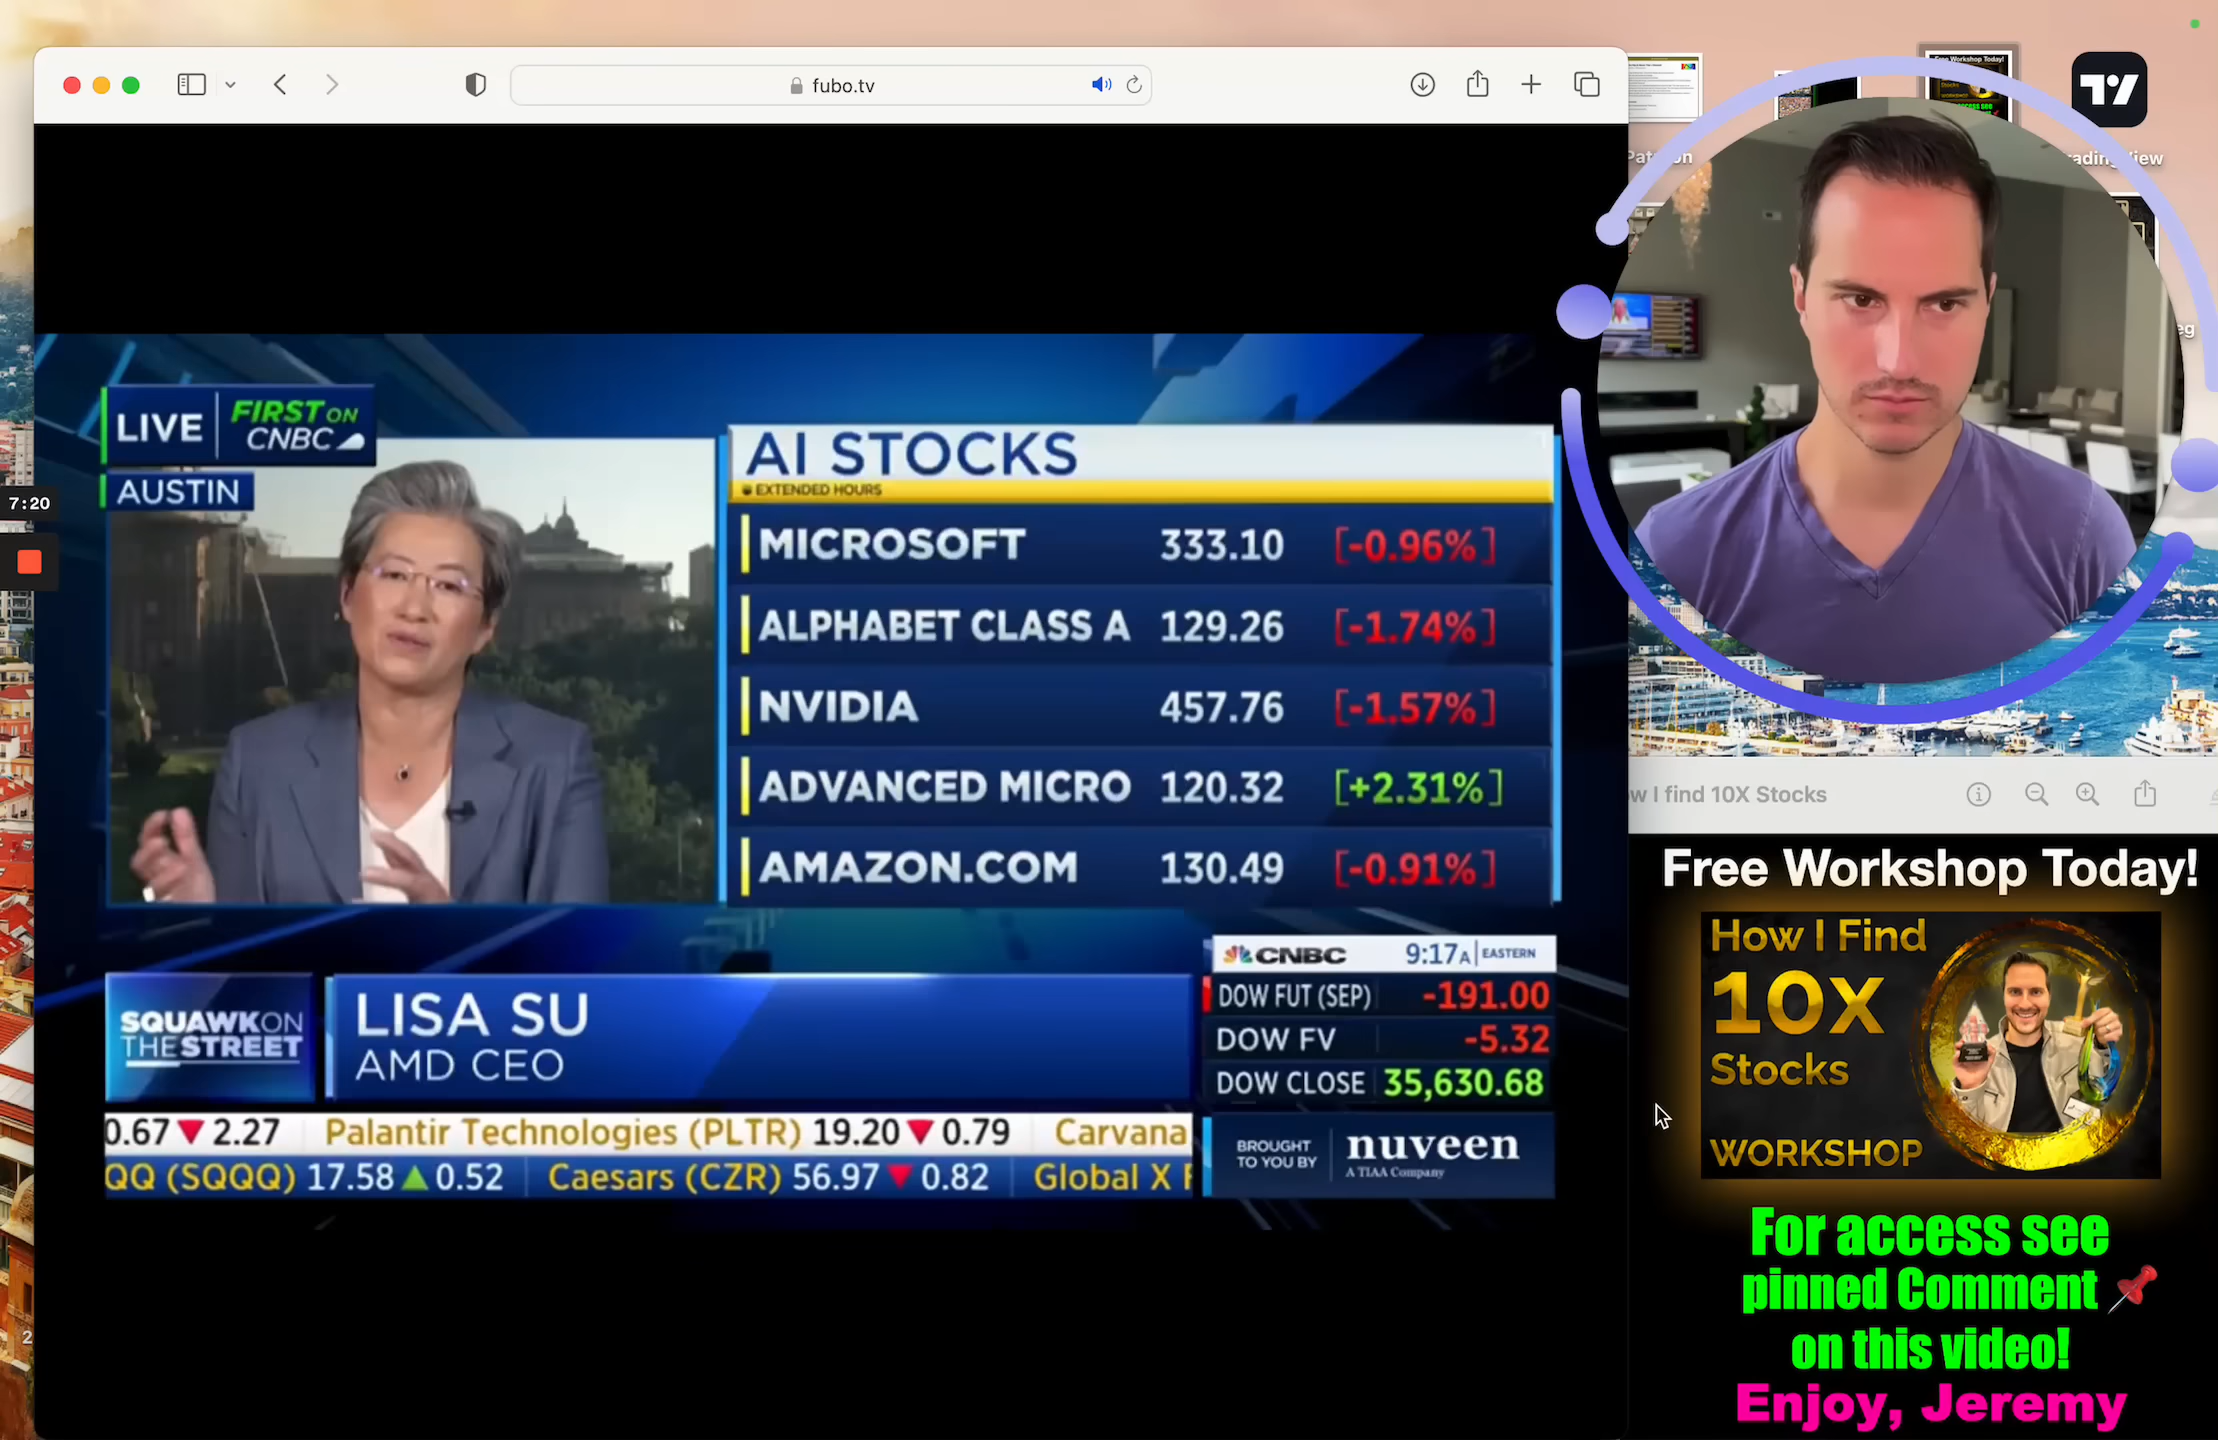 fubo.tv
Free Workshop Today!
LIVE
FIRST ON
CNBC
AUSTIN
7:20
AI STOCKS
EXTENDED HOURS
MICROSOFT 333.10 [-0.96%]
ALPHABET CLASS A 129.26 [-1.74%]
NVIDIA 457.76 [-1.57%]
ADVANCED MICRO 120.32 [+2.31%]
AMAZON.COM 130.49 [-0.91%]
CNBC 9:17A EASTERN
DOW FUT (SEP) -191.00
DOW FV -5.32
DOW CLOSE 35,630.68
SQUAWK ON
THE STREET
LISA SU
AMD CEO
0.67 ▼ 2.27 Palantir Technologies (PLTR) 19.20 ▼ 0.79 Carvana
QQ (SQQQ) 17.58 ▲ 0.52 Caesars (CZR) 56.97 ▼ 0.82 Global X
BROUGHT
TO YOU BY
nuveen
A TIAA Company
w I find 10X Stocks
Free Workshop Today!
How I Find
10X
Stocks
WORKSHOP
For access see
pinned Comment
on this video!
Enjoy, Jeremy